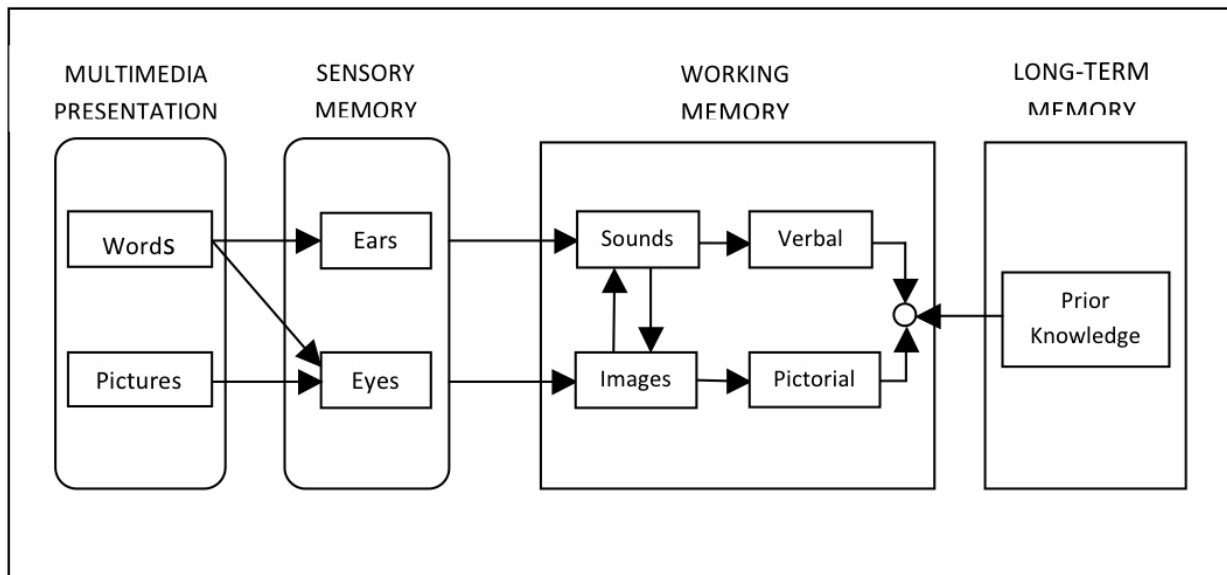 MULTIMEDIA
PRESENTATION
SENSORY
MEMORY
WORKING
MEMORY
LONG-TERM
MEMORY
Words
Ears
Sounds
Verbal
Prior
Knowledge
Pictures
Eyes
Images
Pictorial